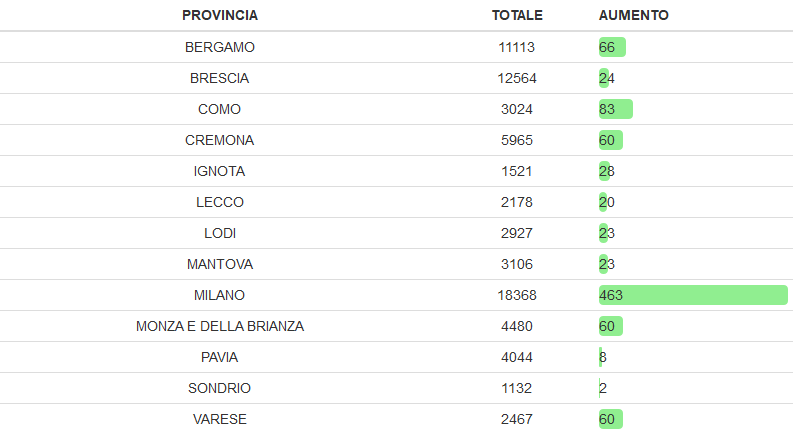 PROVINCIA TOTALE AUMENTO
BERGAMO 11113 66
BRESCIA 12564 24
COMO 3024 83
CREMONA 5965 60
IGNOTA 1521 28
LECCO 2178 20
LODI 2927 23
MANTOVA 3106 23
MILANO 18368 463
MONZA E DELLA BRIANZA 4480 60
PAVIA 4044 8
SONDRIO 1132 2
VARESE 2467 60